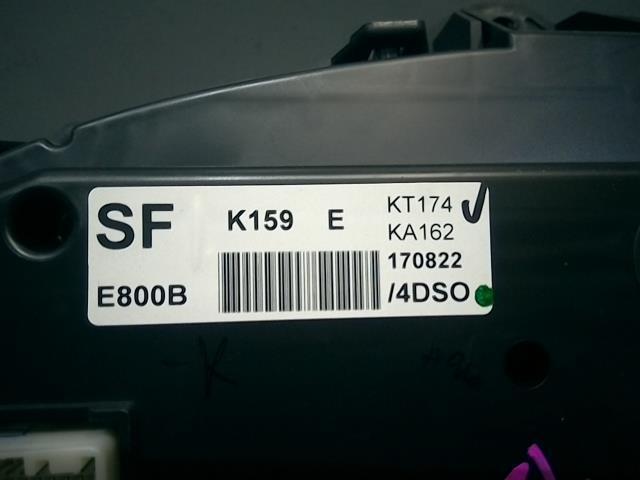 SF K159 E KT174
KA162
170822
E800B /4DSO
-K